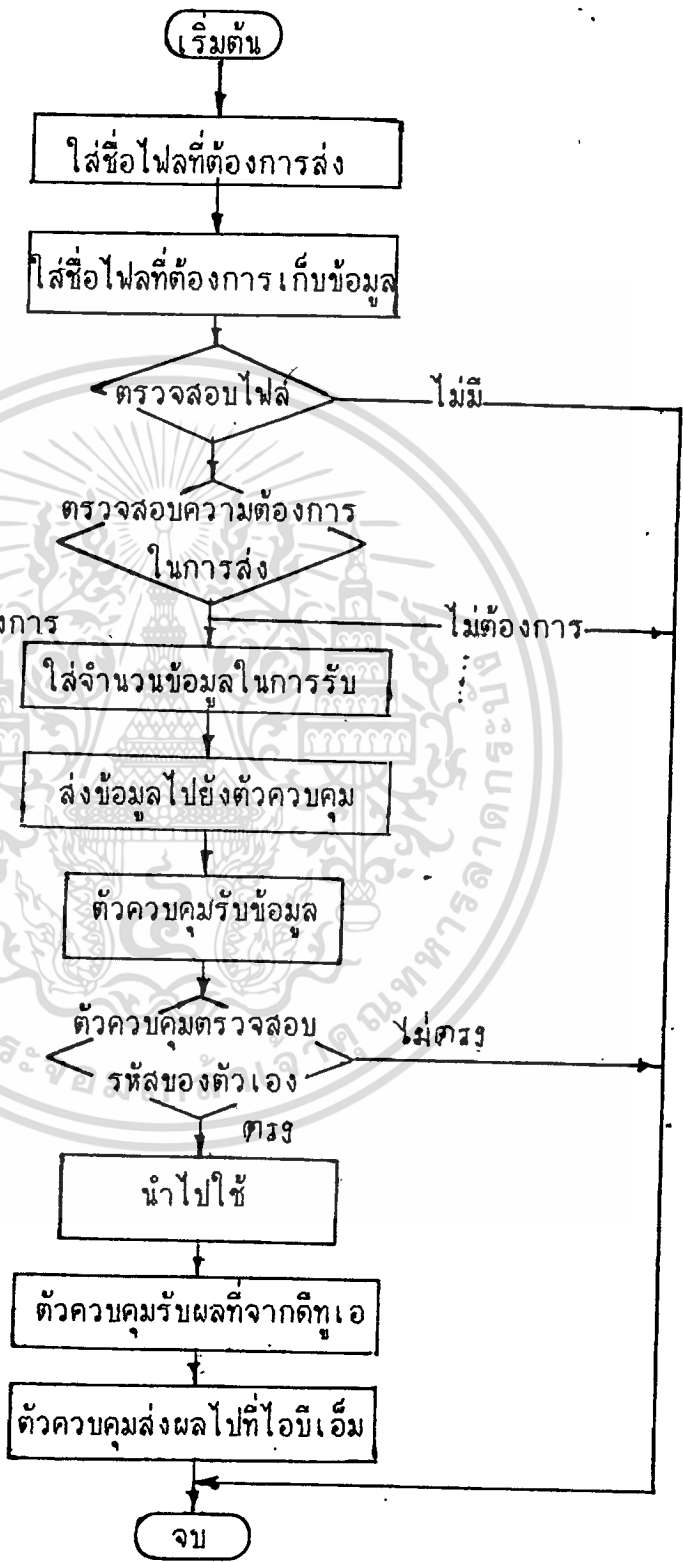 เริ่มต้น
ใส่ชื่อไฟลที่ต้องการส่ง
ใส่ชื่อไฟลที่ต้องการเก็บข้อมูล
ตรวจสอบไฟล์
ไม่มี
ตรวจสอบความต้องการ
ในการส่ง
งการ
ไม่ต้องการ
ใส่จำนวนข้อมูลในการรับ
ส่งข้อมูลไปยังตัวควบคุม
ตัวควบคุมรับข้อมูล
ตัวควบคุมตรวจสอบ
รหัสของตัวเอง
ไม่ตรง
ตรง
นำไปใช้
ตัวควบคุมรับผลที่จากดีทูเอ
ตัวควบคุมส่งผลไปที่ไอบีเอ็ม
จบ